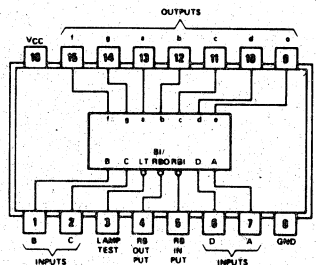 OUTPUTS
VCC f g a b c d e
16 15 14 13 12 11 10 9
f g a b c d e
BI/
B C LT RBO RBI D A
1 2 3 4 5 6 7 8
B C LAMP TEST RB OUT PUT RB IN PUT D A GND
INPUTS INPUTS